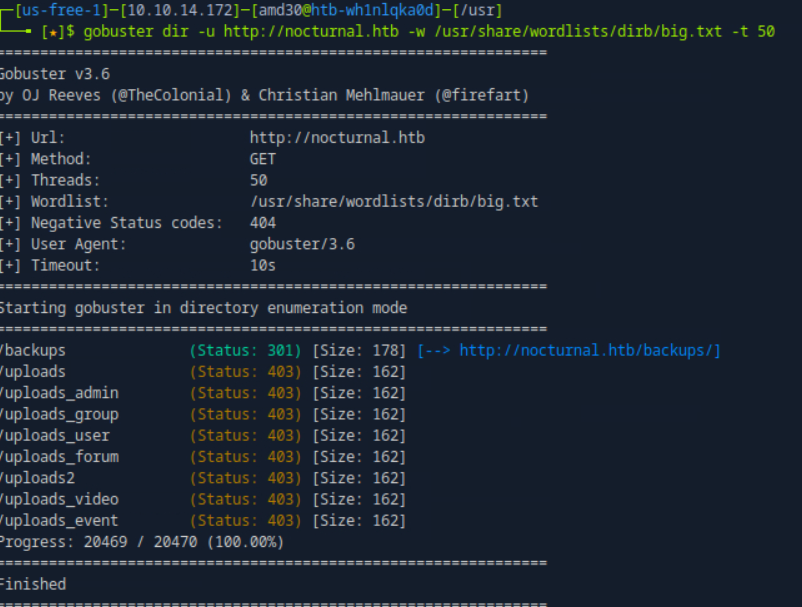 [us-free-1]─[10.10.14.172]─[amd30@htb-wh1nlqka0d]─[/usr]
[★]$ gobuster dir -u http://nocturnal.htb -w /usr/share/wordlists/dirb/big.txt -t 50
===============================================================
Gobuster v3.6
by OJ Reeves (@TheColonial) & Christian Mehlmauer (@firefart)
===============================================================
[+] Url: http://nocturnal.htb
[+] Method: GET
[+] Threads: 50
[+] Wordlist: /usr/share/wordlists/dirb/big.txt
[+] Negative Status codes: 404
[+] User Agent: gobuster/3.6
[+] Timeout: 10s
===============================================================
Starting gobuster in directory enumeration mode
===============================================================
/backups (Status: 301) [Size: 178] [--> http://nocturnal.htb/backups/]
/uploads (Status: 403) [Size: 162]
/uploads_admin (Status: 403) [Size: 162]
/uploads_group (Status: 403) [Size: 162]
/uploads_user (Status: 403) [Size: 162]
/uploads_forum (Status: 403) [Size: 162]
/uploads2 (Status: 403) [Size: 162]
/uploads_video (Status: 403) [Size: 162]
/uploads_event (Status: 403) [Size: 162]
Progress: 20469 / 20470 (100.00%)
===============================================================
Finished
===============================================================